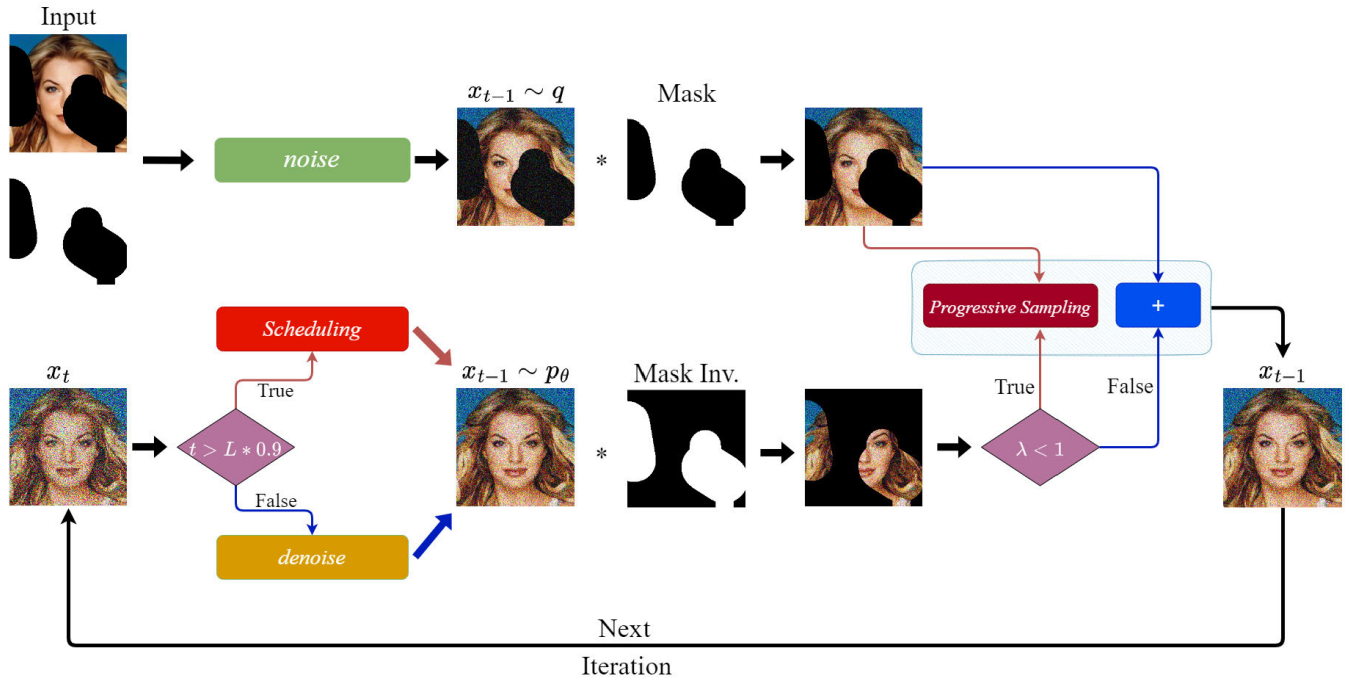 Input
x_{t−1} ∼ q
Mask
noise
*
Progressive Sampling
+
Scheduling
x_t
True
x_{t−1} ∼ p_θ
Mask Inv.
True
False
x_{t−1}
t > L * 0.9
*
λ < 1
False
denoise
Next
Iteration